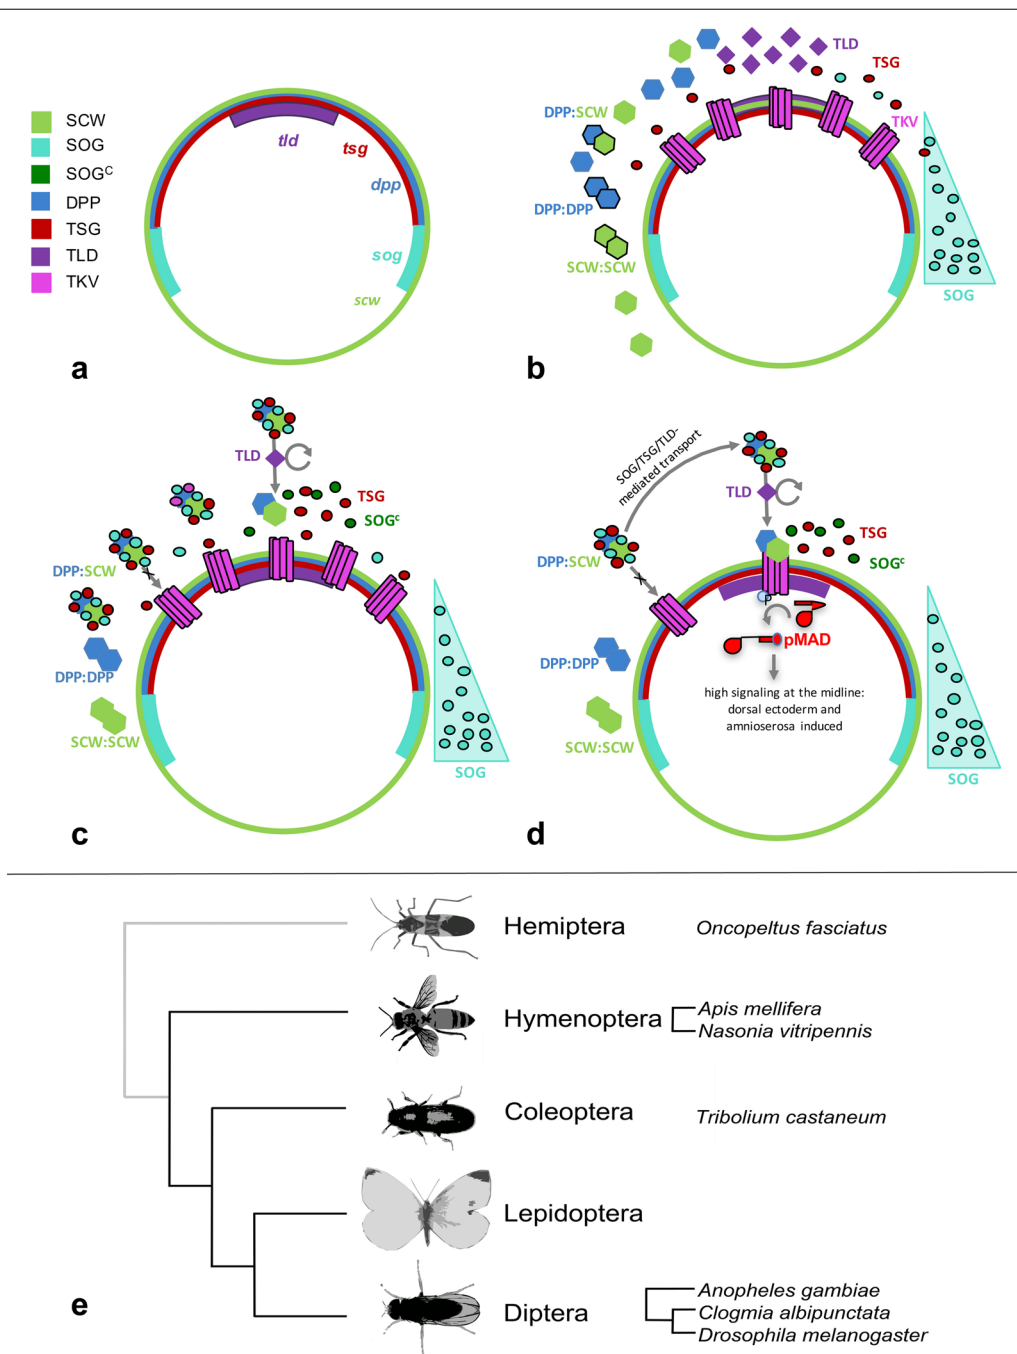 SCW
SOG
SOGC
DPP
TSG
TLD
TKV
tld
tsg
dpp
sog
scw
a
TLD
TSG
DPP:SCW
TKV
DPP:DPP
SCW:SCW
SOG
b
TLD
TSG
SOGc
DPP:SCW
DPP:DPP
SCW:SCW
SOG
c
SOG/TSG/TLD-
mediated transport
TLD
TSG
SOGc
DPP:SCW
X
P
pMAD
DPP:DPP
high signaling at the midline:
dorsal ectoderm and
amnioserosa induced
SCW:SCW
SOG
d
Hemiptera
Oncopeltus fasciatus
Hymenoptera
Apis mellifera
Nasonia vitripennis
Coleoptera
Tribolium castaneum
Lepidoptera
Diptera
Anopheles gambiae
Clogmia albipunctata
Drosophila melanogaster
e